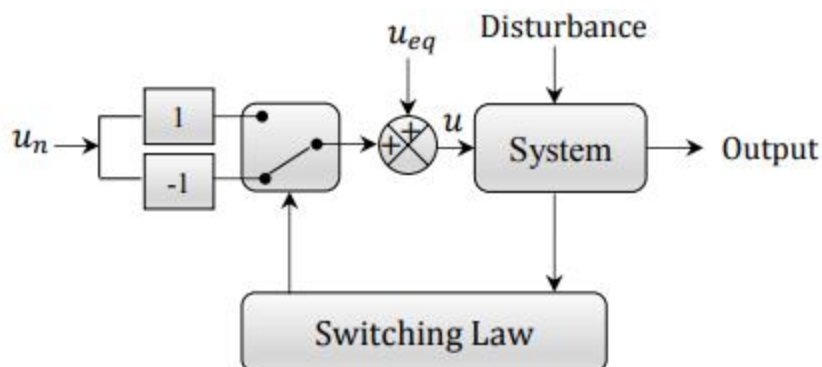 u_eq
Disturbance
u_n
1
-1
+
+
u
System
Output
Switching Law